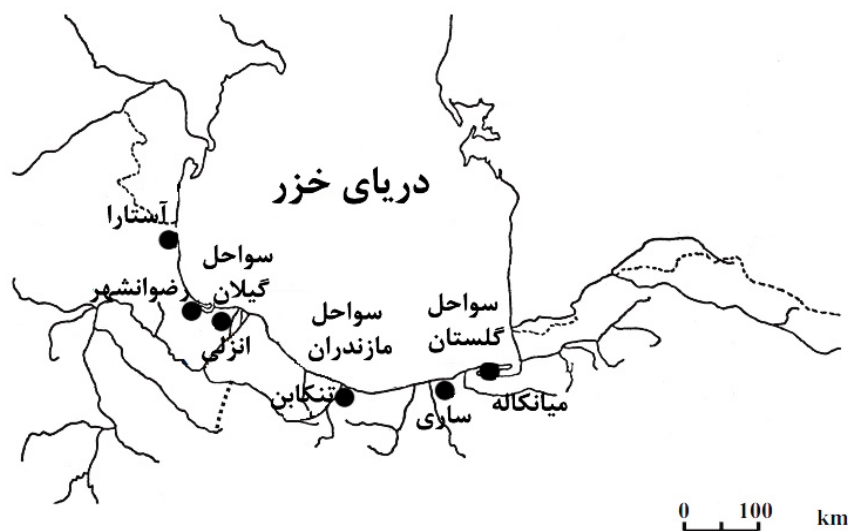 دریای خزر
آستارا
سواحل
گیلان
رضوانشهر
انزلی
سواحل
مازندران
سواحل
گلستان
تنکابن
ساری
میانکاله
0 100 km